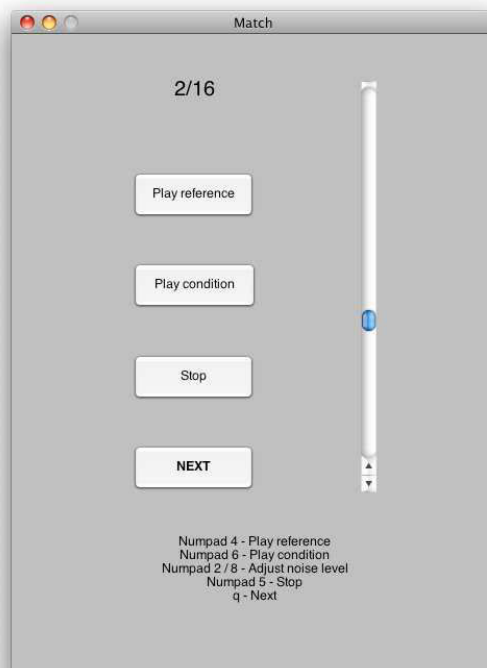 Match
2/16
Play reference
Play condition
Stop
NEXT
Numpad 4 - Play reference
Numpad 6 - Play condition
Numpad 2 / 8 - Adjust noise level
Numpad 5 - Stop
q - Next